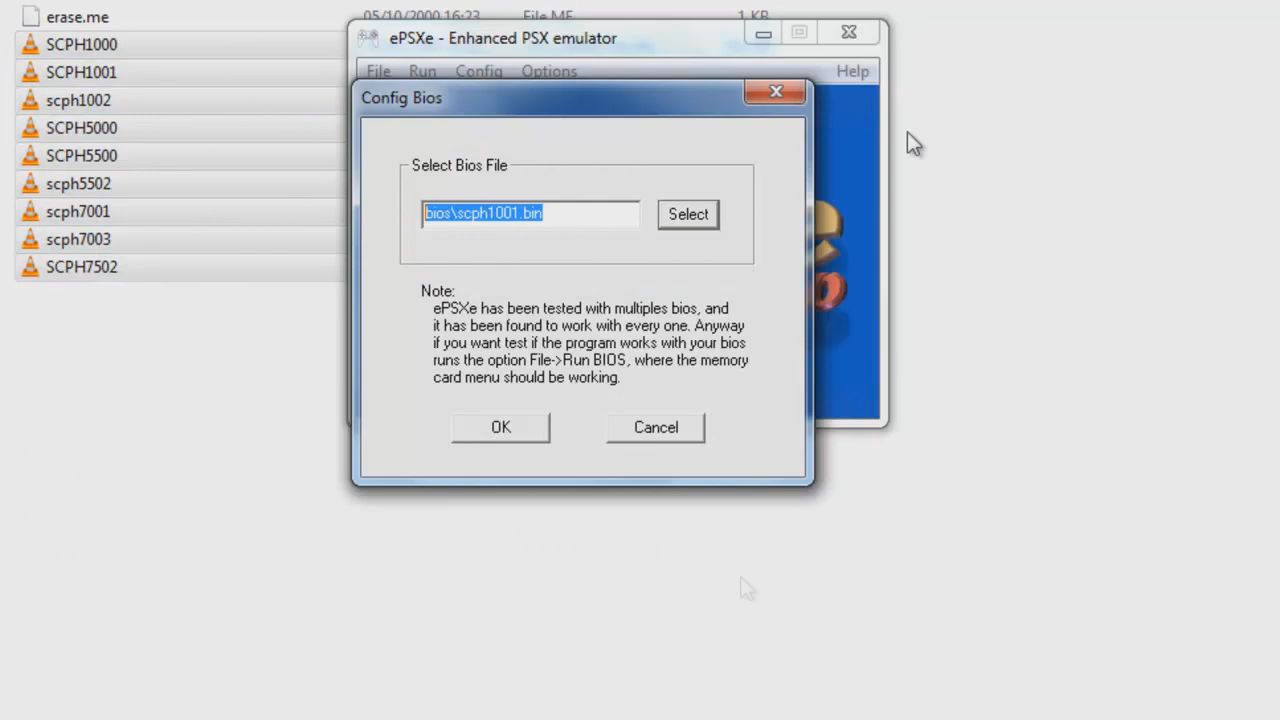 erase.me 05/10/2000 16:23 File ME 1 KB
SCPH1000
SCPH1001
scph1002
SCPH5000
SCPH5500
scph5502
scph7001
scph7003
SCPH7502
ePSXe - Enhanced PSX emulator
File Run Config Options Help
Config Bios
Select Bios File
bios\scph1001.bin
Select
Note:
ePSXe has been tested with multiples bios, and
it has been found to work with every one. Anyway
if you want test if the program works with your bios
runs the option File->Run BIOS, where the memory
card menu should be working.
OK Cancel